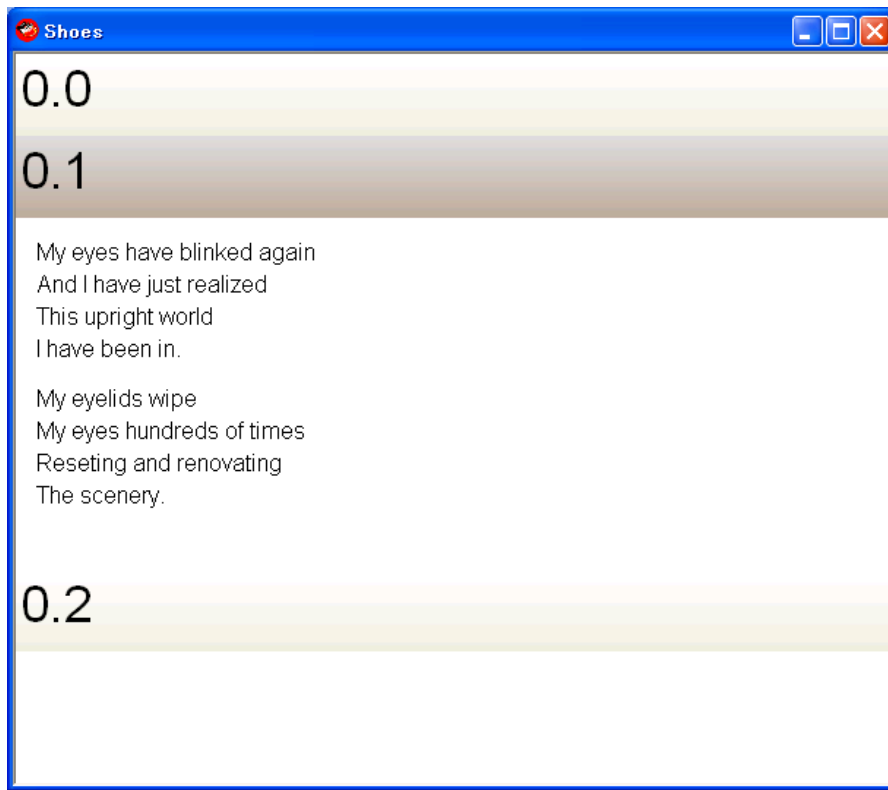 Shoes
0.0
0.1
My eyes have blinked again
And I have just realized
This upright world
I have been in.
My eyelids wipe
My eyes hundreds of times
Reseting and renovating
The scenery.
0.2